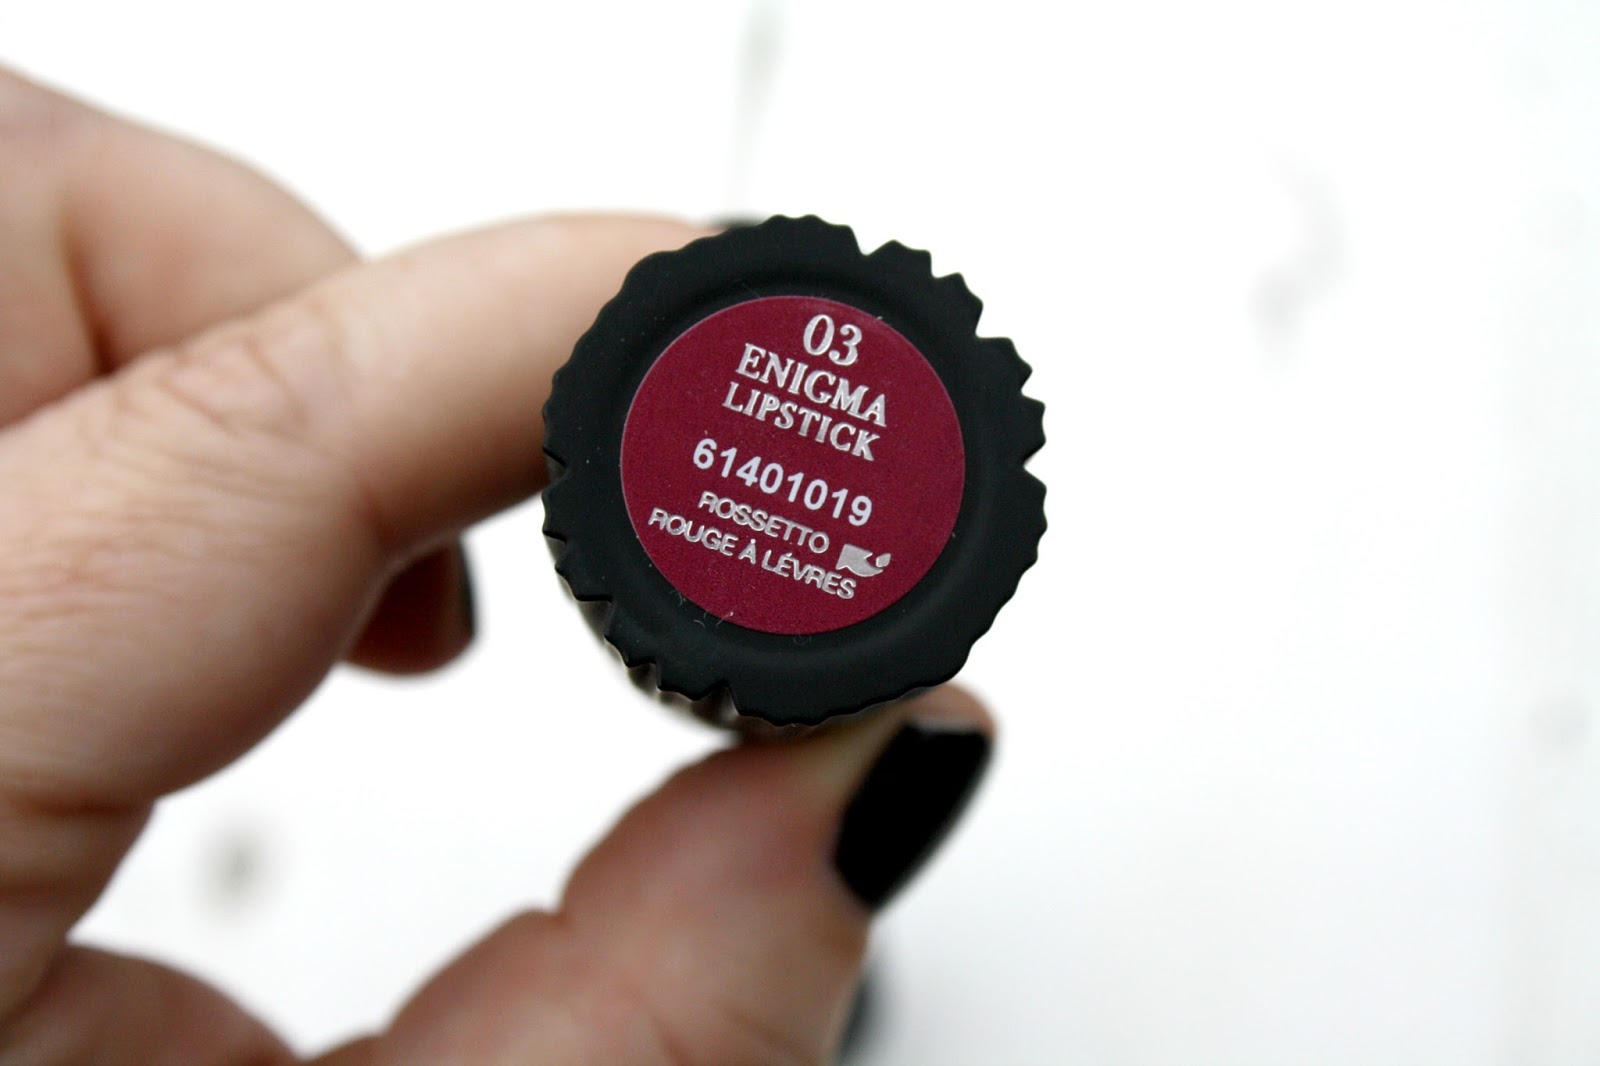 03
ENIGMA
LIPSTICK
61401019
ROSSETTO
ROUGE À LÉVRES